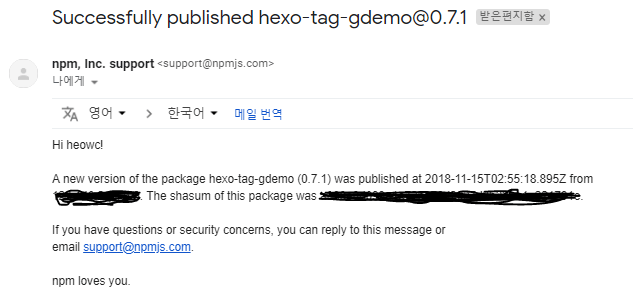 Successfully published hexo-tag-gdemo@0.7.1 받은편지함 ×
npm, Inc. support <support@npmjs.com>
나에게
영어 > 한국어 메일 번역
Hi heowc!
A new version of the package hexo-tag-gdemo (0.7.1) was published at 2018-11-15T02:55:18.895Z from
. The shasum of this package was .
If you have questions or security concerns, you can reply to this message or
email support@npmjs.com.
npm loves you.